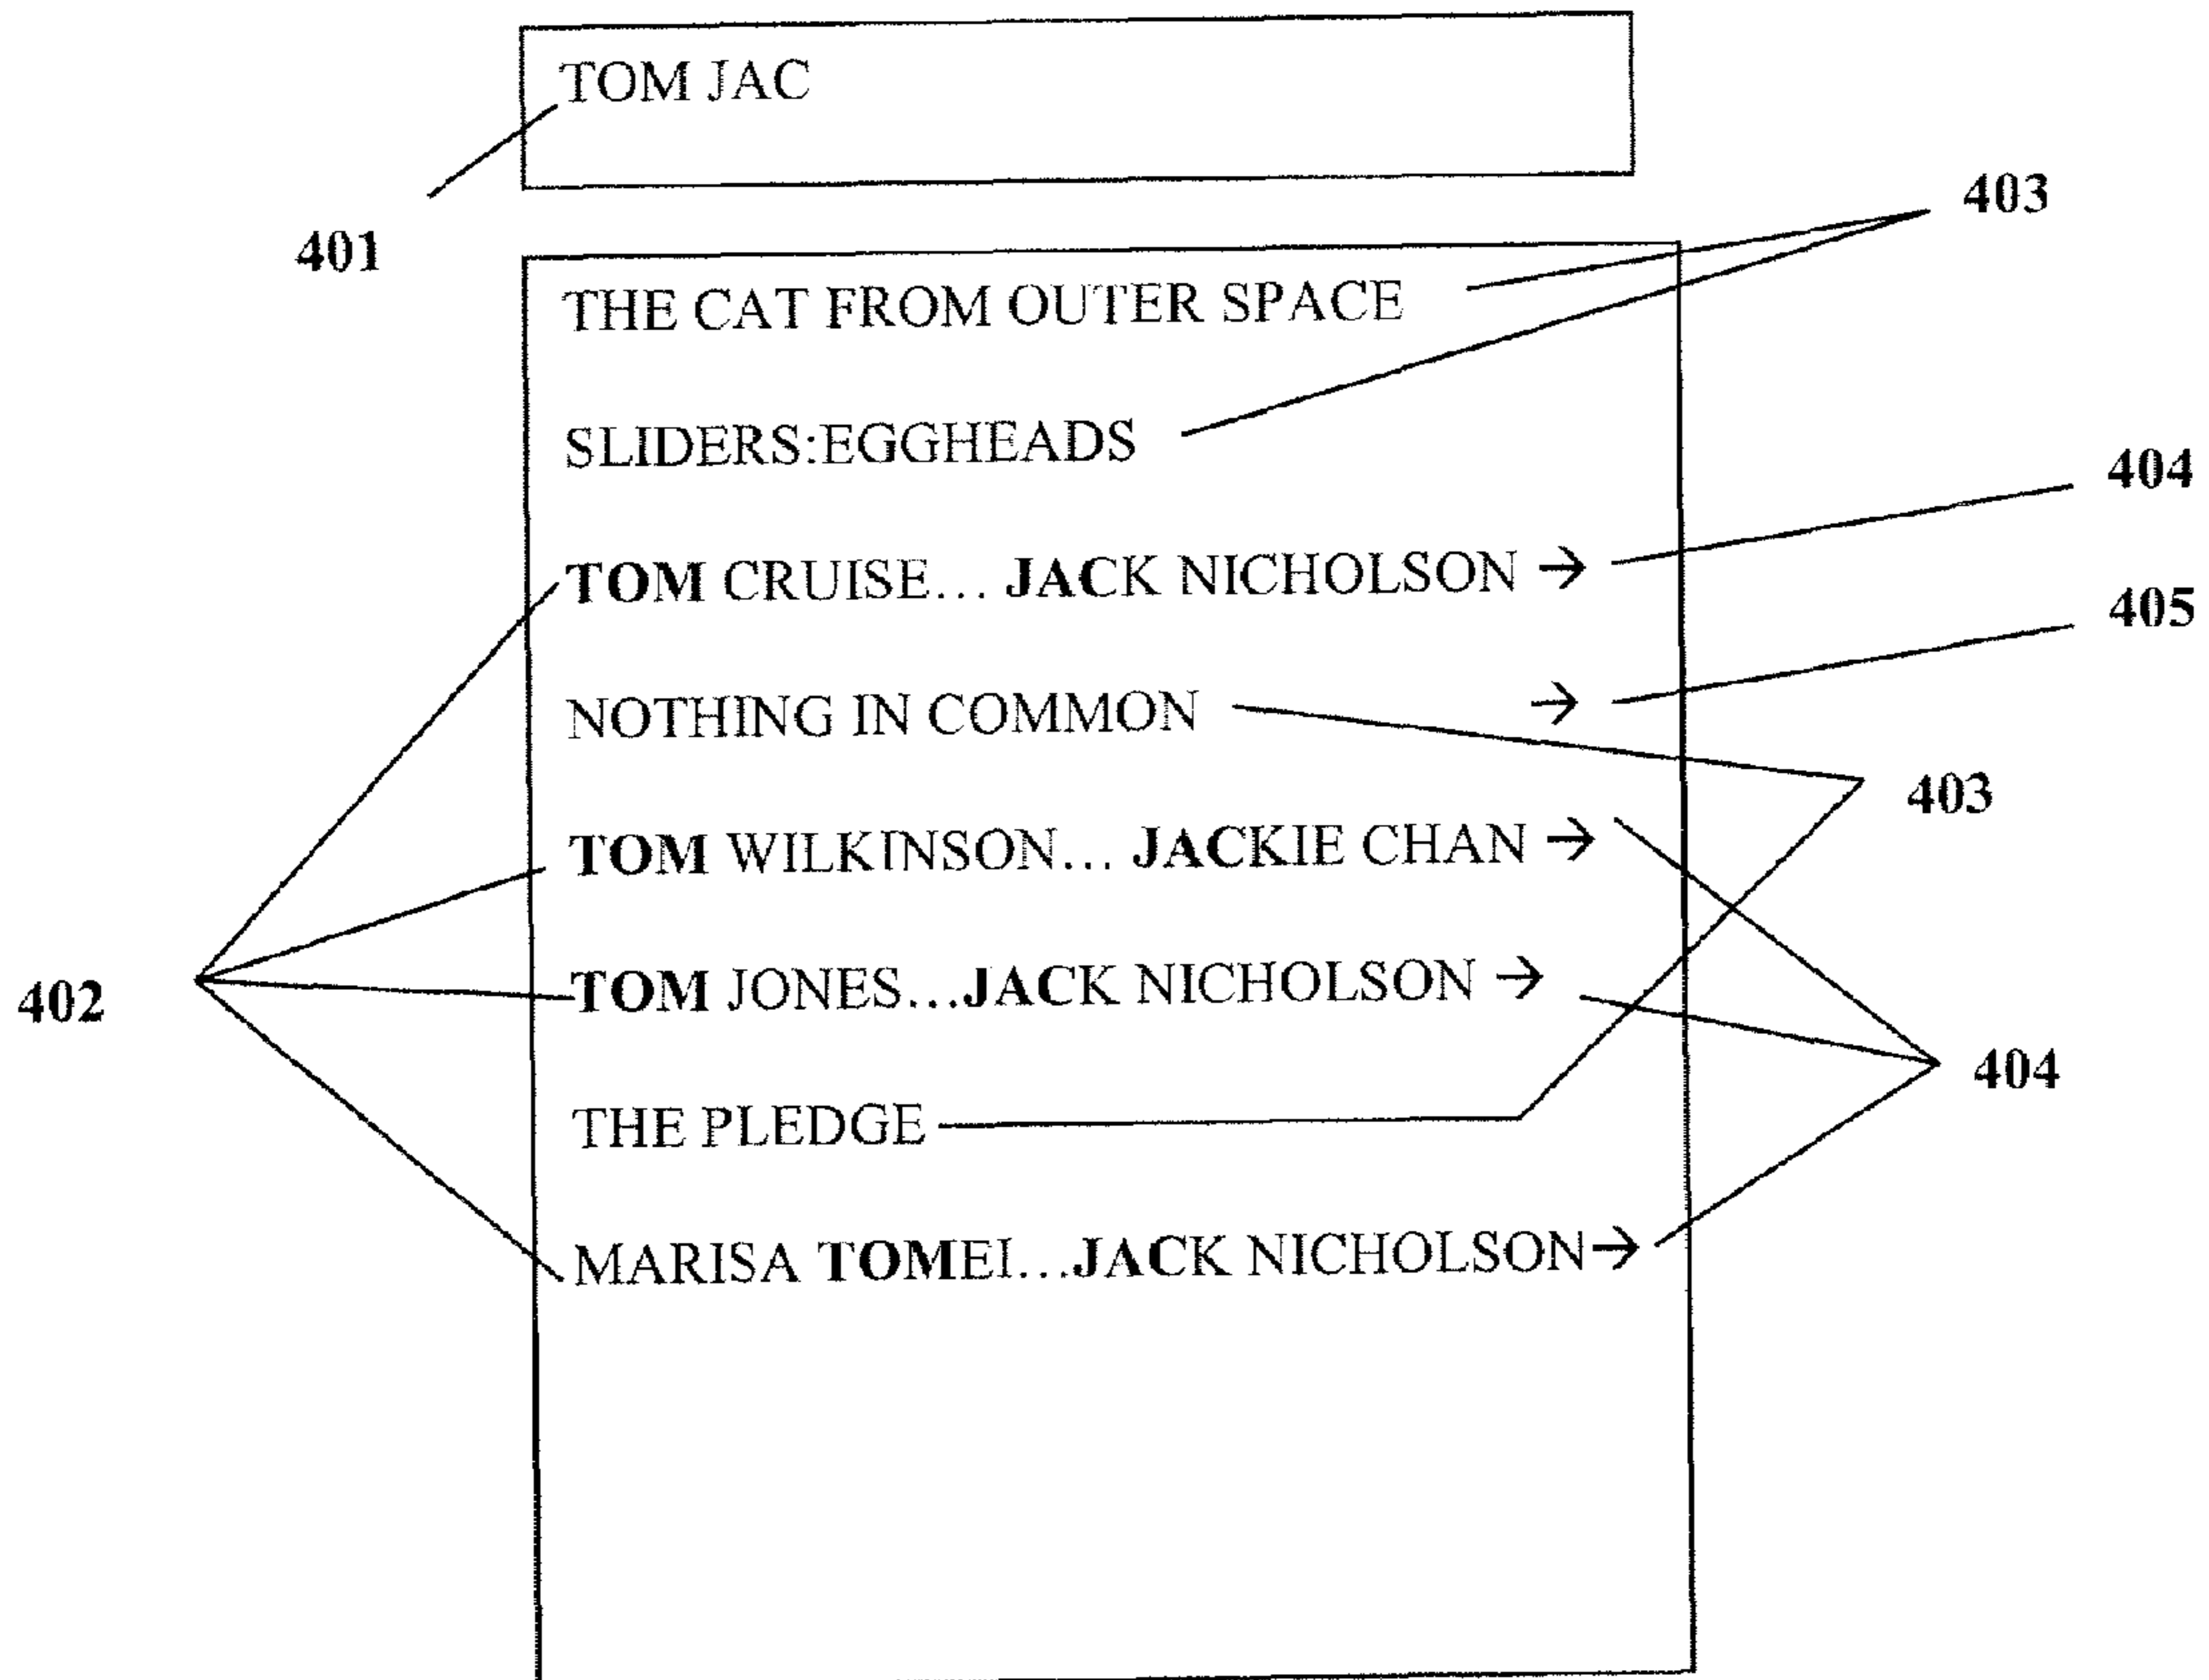 TOM JAC
403
401
THE CAT FROM OUTER SPACE
SLIDERS:EGGHEADS
404
TOM CRUISE... JACK NICHOLSON →
405
NOTHING IN COMMON →
403
TOM WILKINSON... JACKIE CHAN →
402
TOM JONES...JACK NICHOLSON →
404
THE PLEDGE
MARISA TOMEI...JACK NICHOLSON→